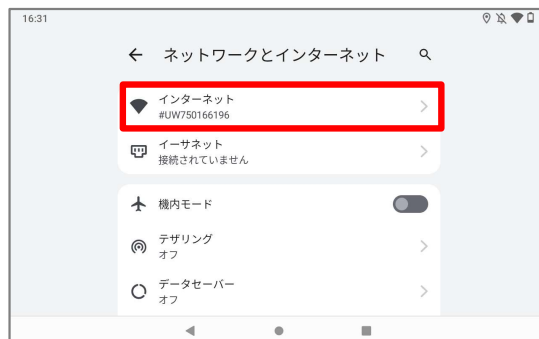 16:31
ネットワークとインターネット
インターネット
#UW750166196
イーサネット
接続されていません
機内モード
テザリング
オフ
データセーバー
オフ